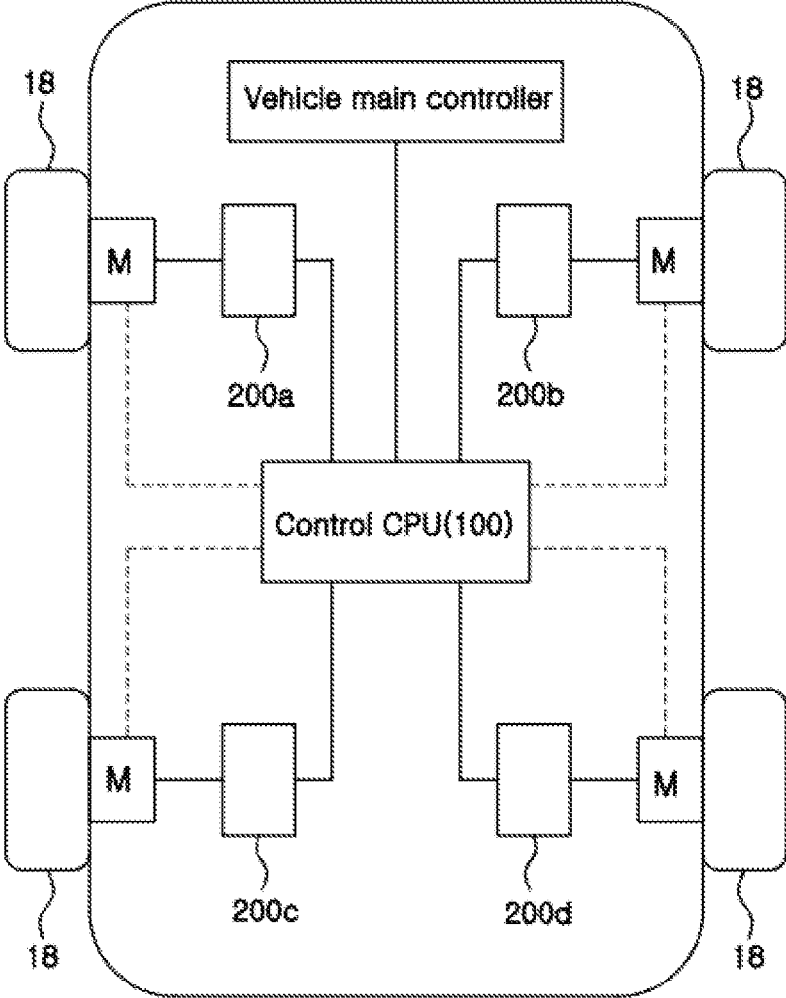 Vehicle main controller
18
18
M
M
200a
200b
Control CPU(100)
M
M
200c
200d
18
18